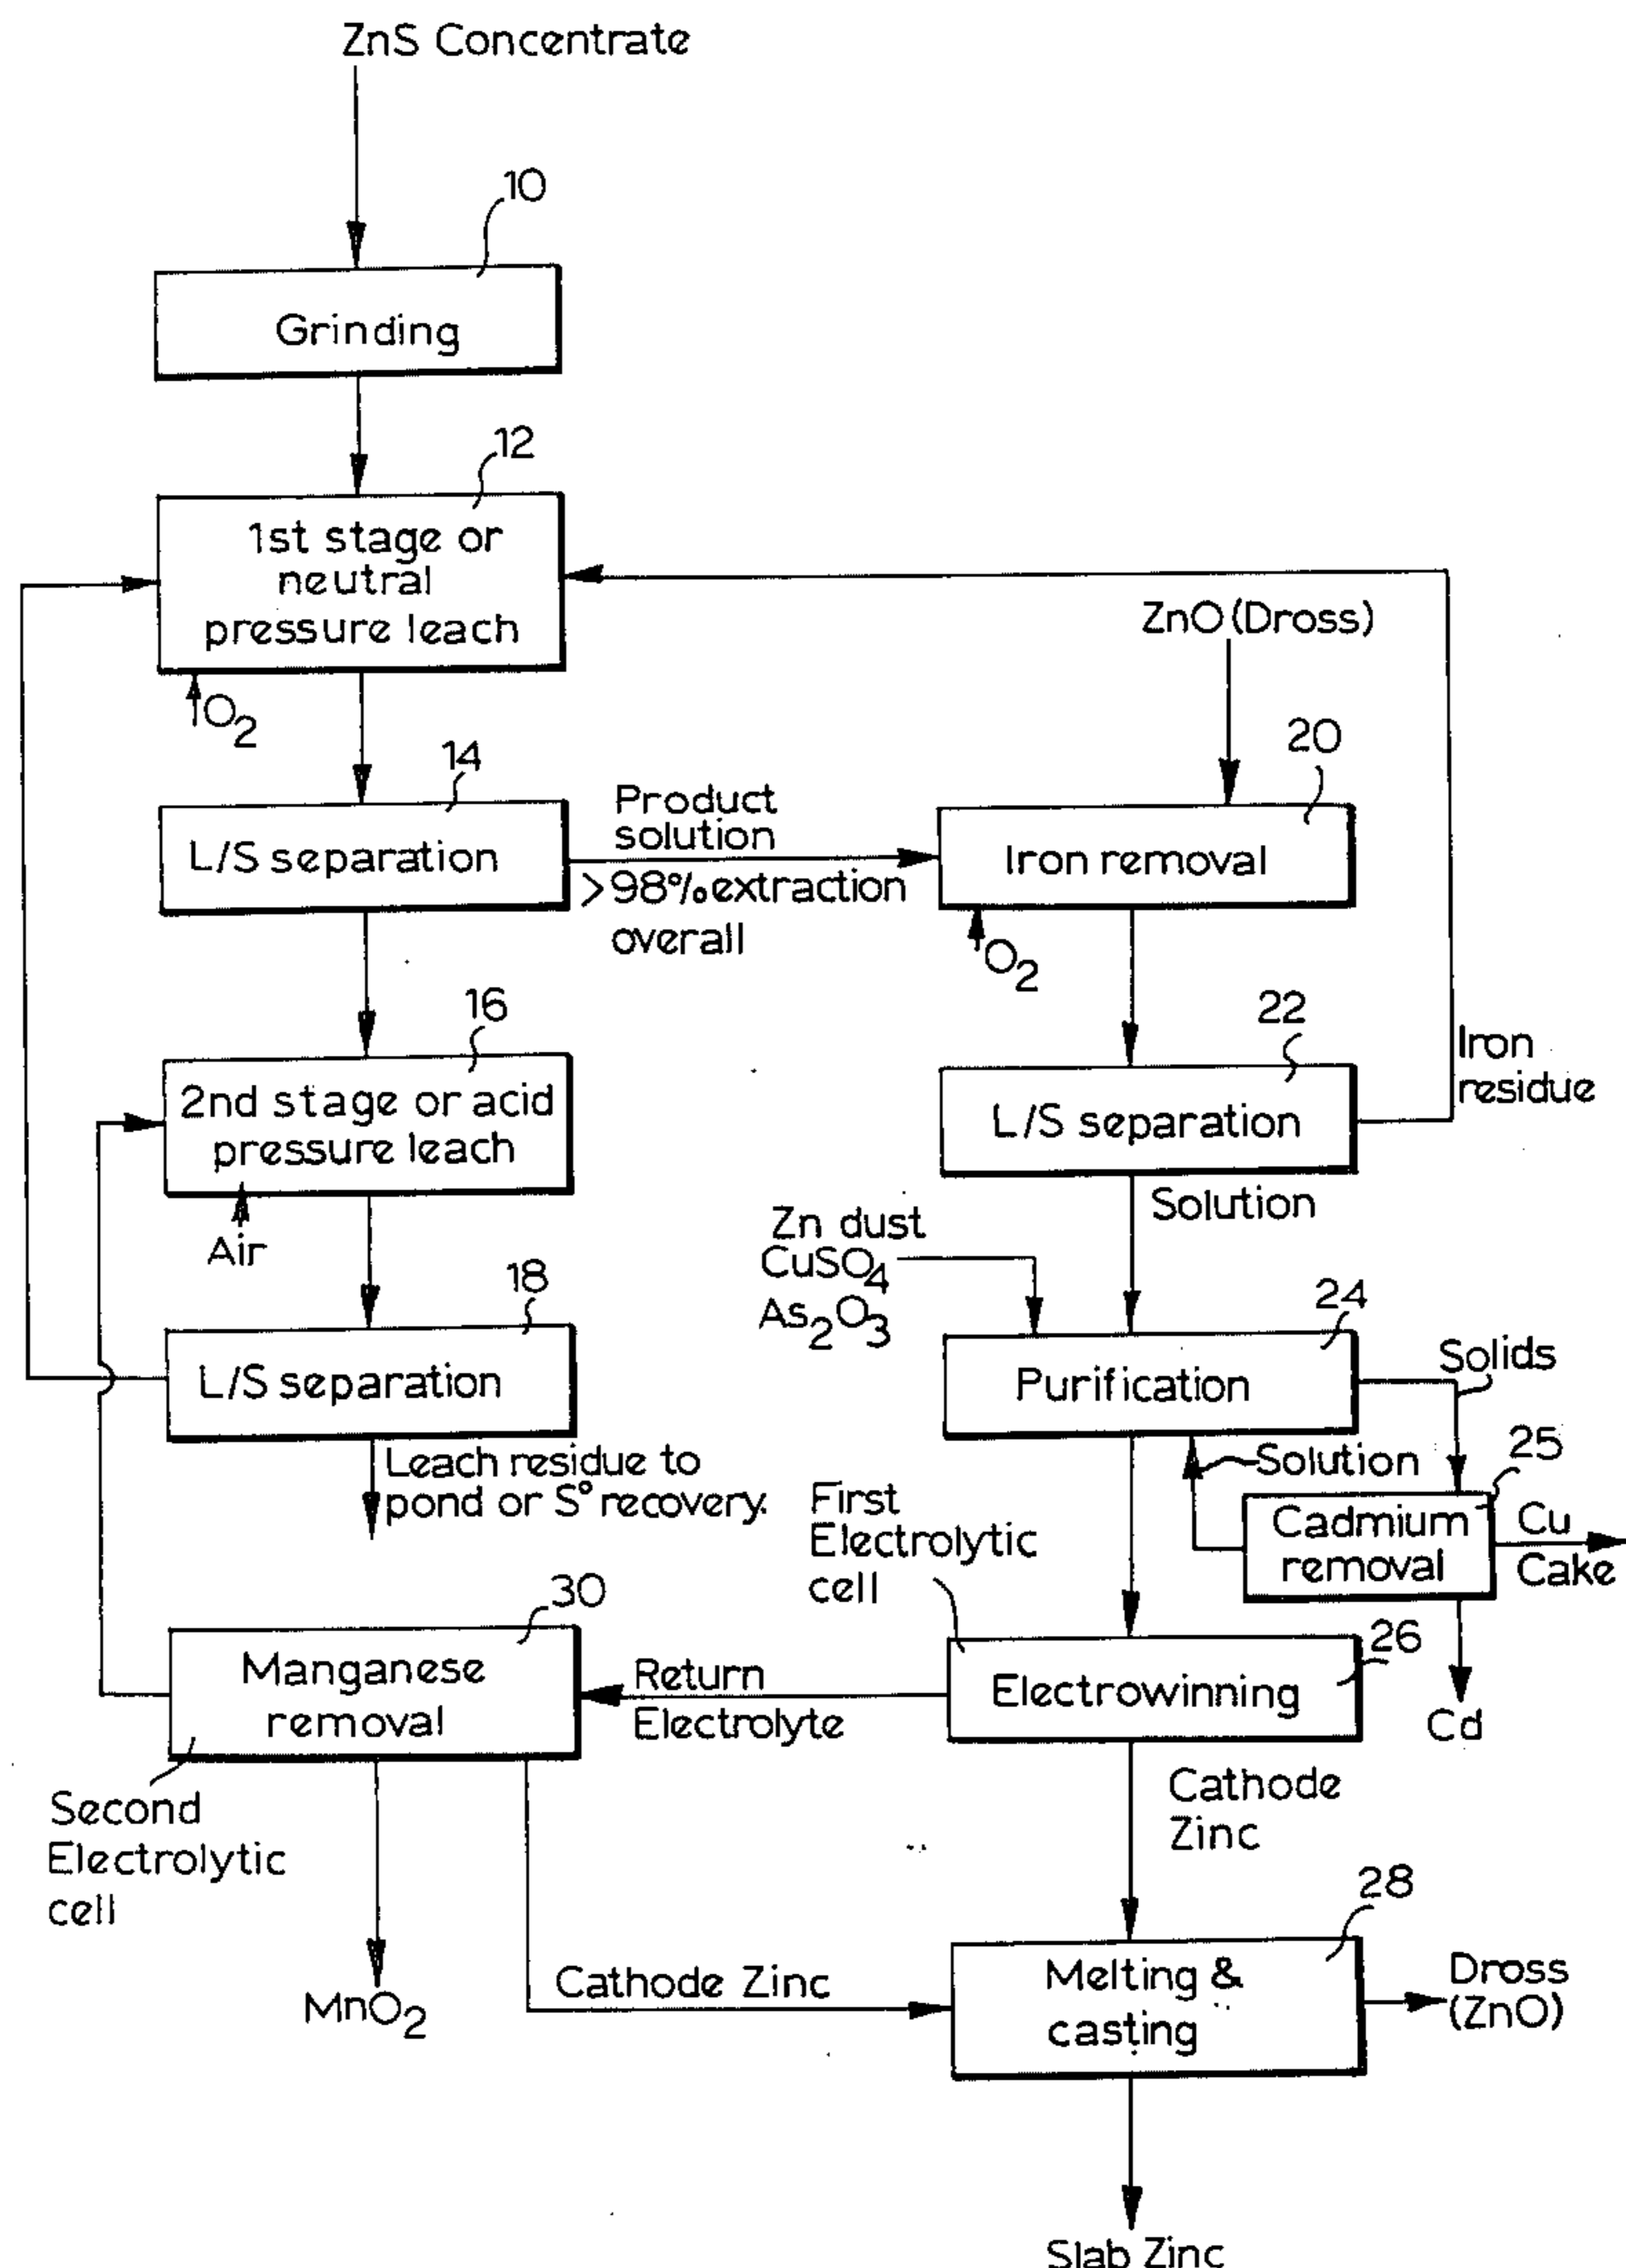 ZnS Concentrate
10
Grinding
12
1st stage or
neutral
pressure leach
O2
ZnO (Dross)
14
L/S separation
Product
solution
>98% extraction
overall
20
Iron removal
O2
16
2nd stage or acid
pressure leach
Air
22
L/S separation
Iron
residue
Solution
Zn dust
CuSO4
As2O3
18
L/S separation
24
Purification
Solids
Leach residue to
pond or S° recovery.
Solution
25
Cadmium
removal
Cu
Cake
Cd
First
Electrolytic
cell
30
Manganese
removal
Return
Electrolyte
26
Electrowinning
Second
Electrolytic
cell
Cathode
Zinc
MnO2
Cathode Zinc
28
Melting &
casting
Dross
(ZnO)
Slab Zinc